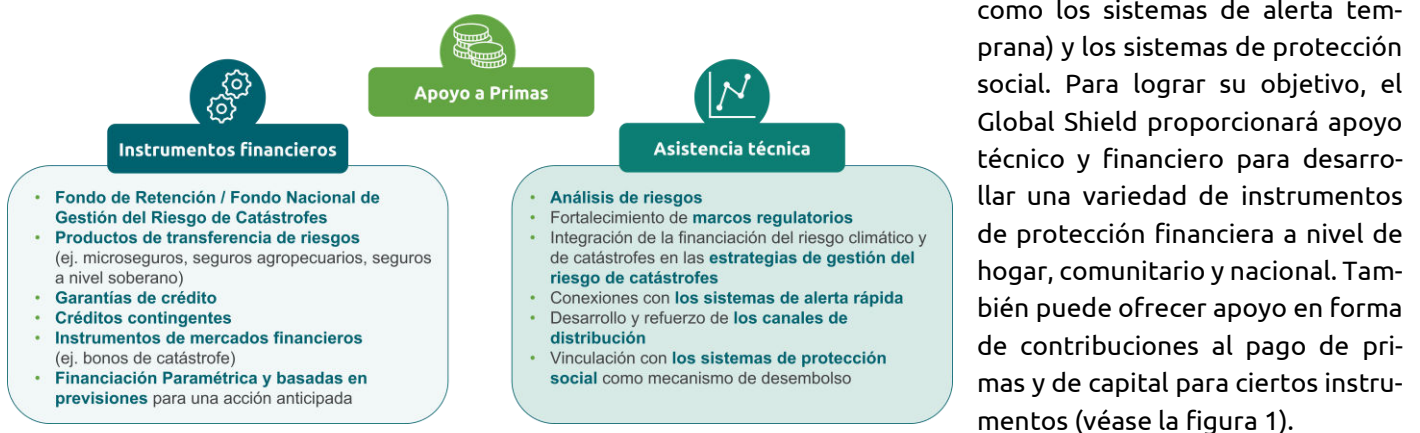 Apoyo a Primas
Instrumentos financieros
• Fondo de Retención / Fondo Nacional de
Gestión del Riesgo de Catástrofes
• Productos de transferencia de riesgos
(ej. microseguros, seguros agropecuarios, seguros
a nivel soberano)
• Garantías de crédito
• Créditos contingentes
• Instrumentos de mercados financieros
(ej. bonos de catástrofe)
• Financiación Paramétrica y basadas en
previsiones para una acción anticipada
Asistencia técnica
• Análisis de riesgos
• Fortalecimiento de marcos regulatorios
• Integración de la financiación del riesgo climático y
de catástrofes en las estrategias de gestión del
riesgo de catástrofes
• Conexiones con los sistemas de alerta rápida
• Desarrollo y refuerzo de los canales de
distribución
• Vinculación con los sistemas de protección
social como mecanismo de desembolso
como los sistemas de alerta tem-
prana) y los sistemas de protección
social. Para lograr su objetivo, el
Global Shield proporcionará apoyo
técnico y financiero para desarro-
llar una variedad de instrumentos
de protección financiera a nivel de
hogar, comunitario y nacional. Tam-
bién puede ofrecer apoyo en forma
de contribuciones al pago de pri-
mas y de capital para ciertos instru-
mentos (véase la figura 1).